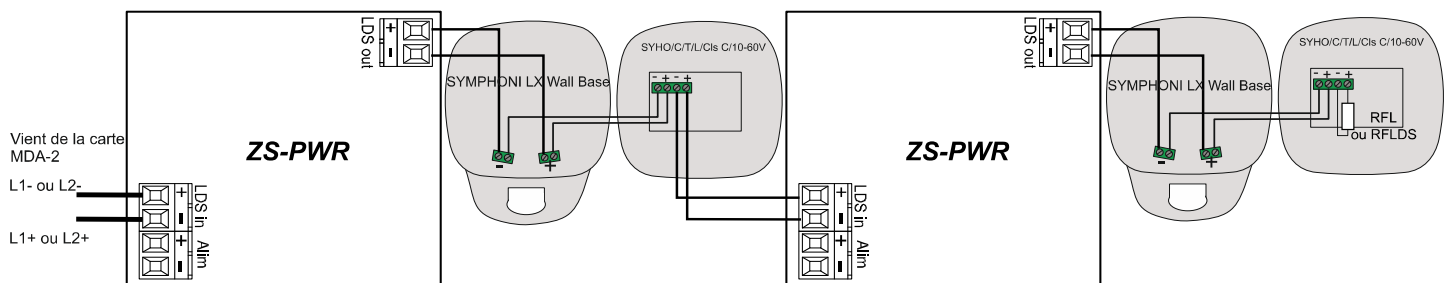 Vient de la carte
MDA-2
L1- ou L2-
L1+ ou L2+
ZS-PWR
LDS out
+
-
LDS in
+
-
Alim
+
-
SYMPHONI LX Wall Base
-
+
SYHO/C/T/L/Cls C/10-60V
- + - +
ZS-PWR
LDS out
+
-
LDS in
+
-
Alim
+
-
SYMPHONI LX Wall Base
-
+
SYHO/C/T/L/Cls C/10-60V
- + - +
RFL
ou RFLDS